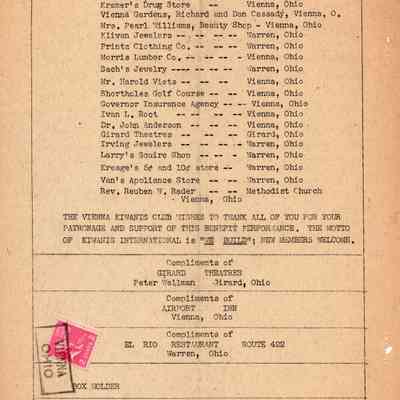 Kramer's Drug Store -- Vienna, Ohio
Vienna Gardens, Richard and Dan Cassady, Vienna, O.
Mrs. Pearl Williams, Beauty Shop - Vienna, Ohio
Klivan Jewelers -- -- -- -- Warren, Ohio
Printz Clothing Co. -- -- -- Warren, Ohio
Morris Lumber Co. -- -- --- Vienna, Ohio
Bach's Jewelry ---- -- -- -- Warren, Ohio
Mr. Harold Viets -- -- -- Vienna, Ohio
Shortholes Golf Course -- -- Vienna, Ohio
Governor Insurance Agency -- -- Vienna, Ohio
Ivan L. Root -- -- -- Vienna, Ohio
Dr. John Anderson -- -- -- Vienna, Ohio
Girard Theatres -- -- -- Girard, Ohio
Irving Jewelers -- -- -- -- Warren, Ohio
Larry's Squire Shop -- -- - Warren, Ohio
Kresge's 5¢ and 10¢ store -- Warren, Ohio
Van's Appliance Store -- -- Warren, Ohio
Rev. Reuben W. Rader -- -- Methodist Church
Vienna, Ohio
THE VIENNA KIWANIS CLUB WISHES TO THANK ALL OF YOU FOR YOUR
PATRONAGE AND SUPPORT OF THIS BENEFIT PERFORMANCE. THE MOTTO
OF KIWANIS INTERNATIONAL is "WE BUILD"; NEW MEMBERS WELCOME.
Compliments of
GIRARD THEATRES
Peter Wellman Girard, Ohio
Compliments of
AIRPORT INN
Vienna, Ohio
Compliments of
EL RIO RESTAURANT ROUTE 422
Warren, Ohio
VIENNA
OHIO
BOX HOLDER